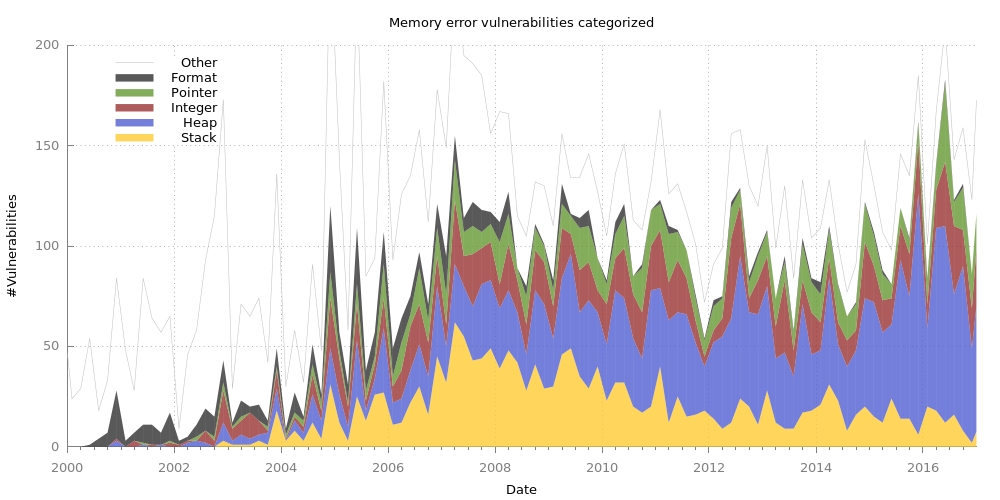 Memory error vulnerabilities categorized
200
150
100
50
0
#Vulnerabilities
Other
Format
Pointer
Integer
Heap
Stack
2000 2002 2004 2006 2008 2010 2012 2014 2016
Date